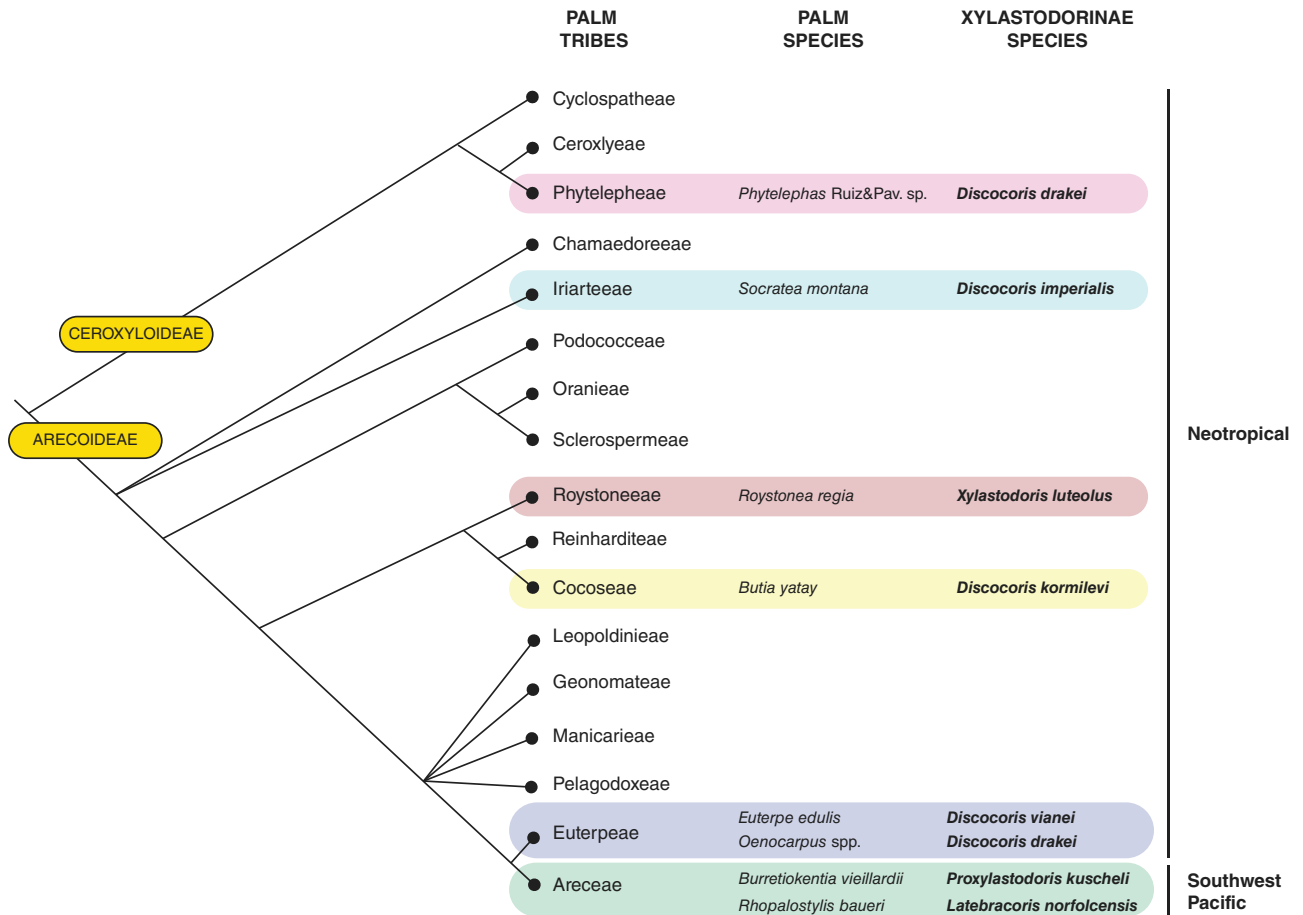 PALM TRIBES
PALM SPECIES
XYLASTODORINAE SPECIES
Cyclospatheae
Ceroxlyeae
Phytelepheae Phytelephas Ruiz&Pav. sp. Discocoris drakei
Chamaedoreeae
Iriarteeae Socratea montana Discocoris imperialis
CEROXYLOIDEAE
Podococceae
Oranieae
ARECOIDEAE
Sclerospermeae
Neotropical
Roystoneeae Roystonea regia Xylastodoris luteolus
Reinharditeae
Cocoseae Butia yatay Discocoris kormilevi
Leopoldinieae
Geonomateae
Manicarieae
Pelagodoxeae
Euterpeae
Euterpe edulis Discocoris vianei
Oenocarpus spp. Discocoris drakei
Areceae
Burretiokentia vieillardii Proxylastodoris kuscheli
Rhopalostylis baueri Latebracoris norfolcensis
Southwest
Pacific